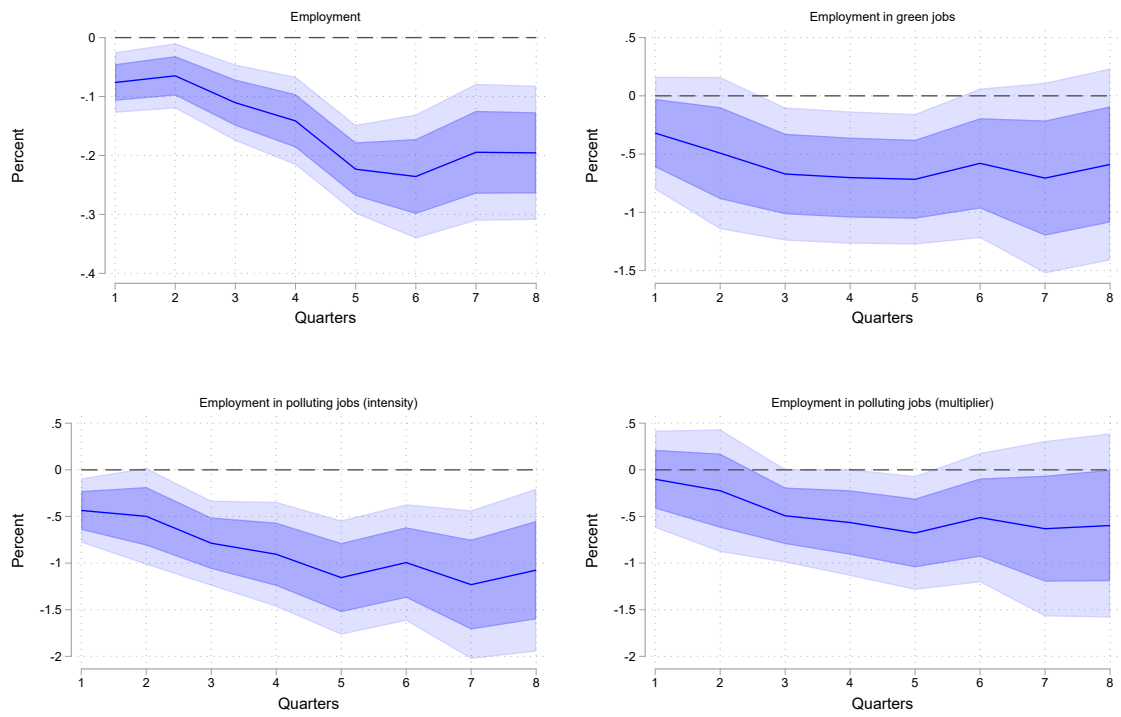 Employment
0
-.1
-.2
-.3
-.4
Percent
1 2 3 4 5 6 7 8
Quarters
Employment in green jobs
.5
0
-.5
-1
-1.5
Percent
1 2 3 4 5 6 7 8
Quarters
Employment in polluting jobs (intensity)
.5
0
-.5
-1
-1.5
-2
Percent
1 2 3 4 5 6 7 8
Quarters
Employment in polluting jobs (multiplier)
.5
0
-.5
-1
-1.5
-2
Percent
1 2 3 4 5 6 7 8
Quarters